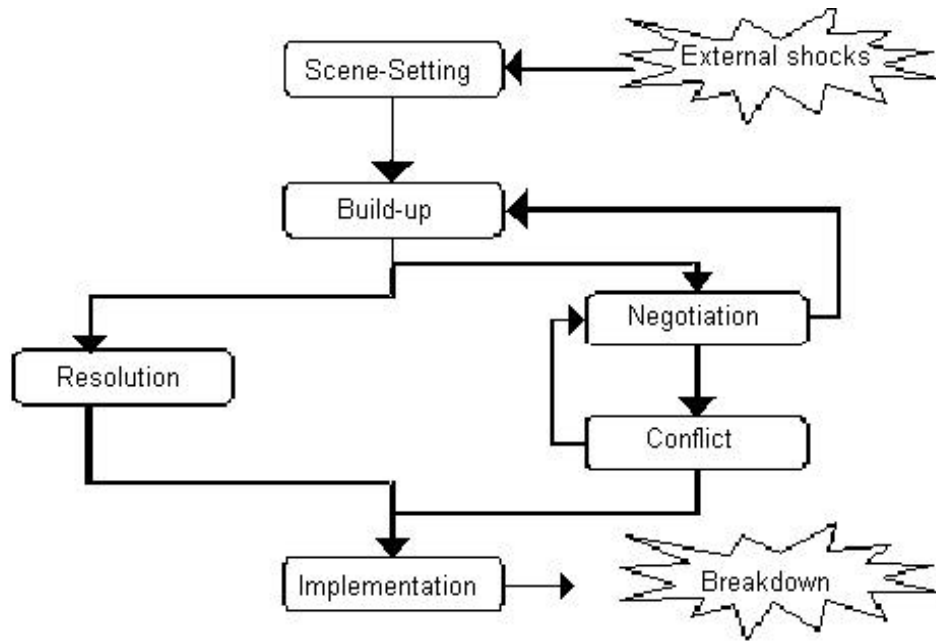 External shocks
Scene-Setting
Build-up
Negotiation
Resolution
Conflict
Implementation
Breakdown